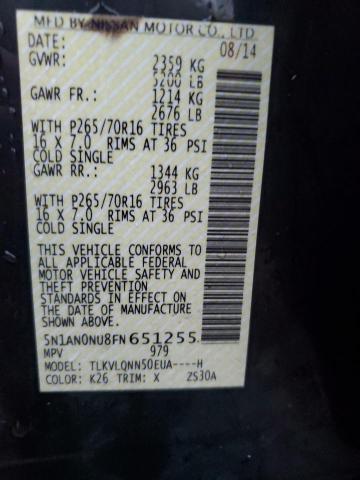 MFD BY NISSAN MOTOR CO., LTD.
DATE: 08/14
GVWR: 2359 KG
5200 LB
GAWR FR.: 1214 KG
2676 LB
WITH P265/70R16 TIRES
16 X 7.0 RIMS AT 36 PSI
COLD SINGLE
GAWR RR.: 1344 KG
2963 LB
WITH P265/70R16 TIRES
16 X 7.0 RIMS AT 36 PSI
COLD SINGLE
THIS VEHICLE CONFORMS TO
ALL APPLICABLE FEDERAL
MOTOR VEHICLE SAFETY AND
THEFT PREVENTION
STANDARDS IN EFFECT ON
THE DATE OF MANUFACTURE
SHOWN ABOVE.
5N1AN0NU8FN651255
MPV 979
MODEL: TLKVLQNN50EUA----H
COLOR: K26 TRIM: X ZS30A